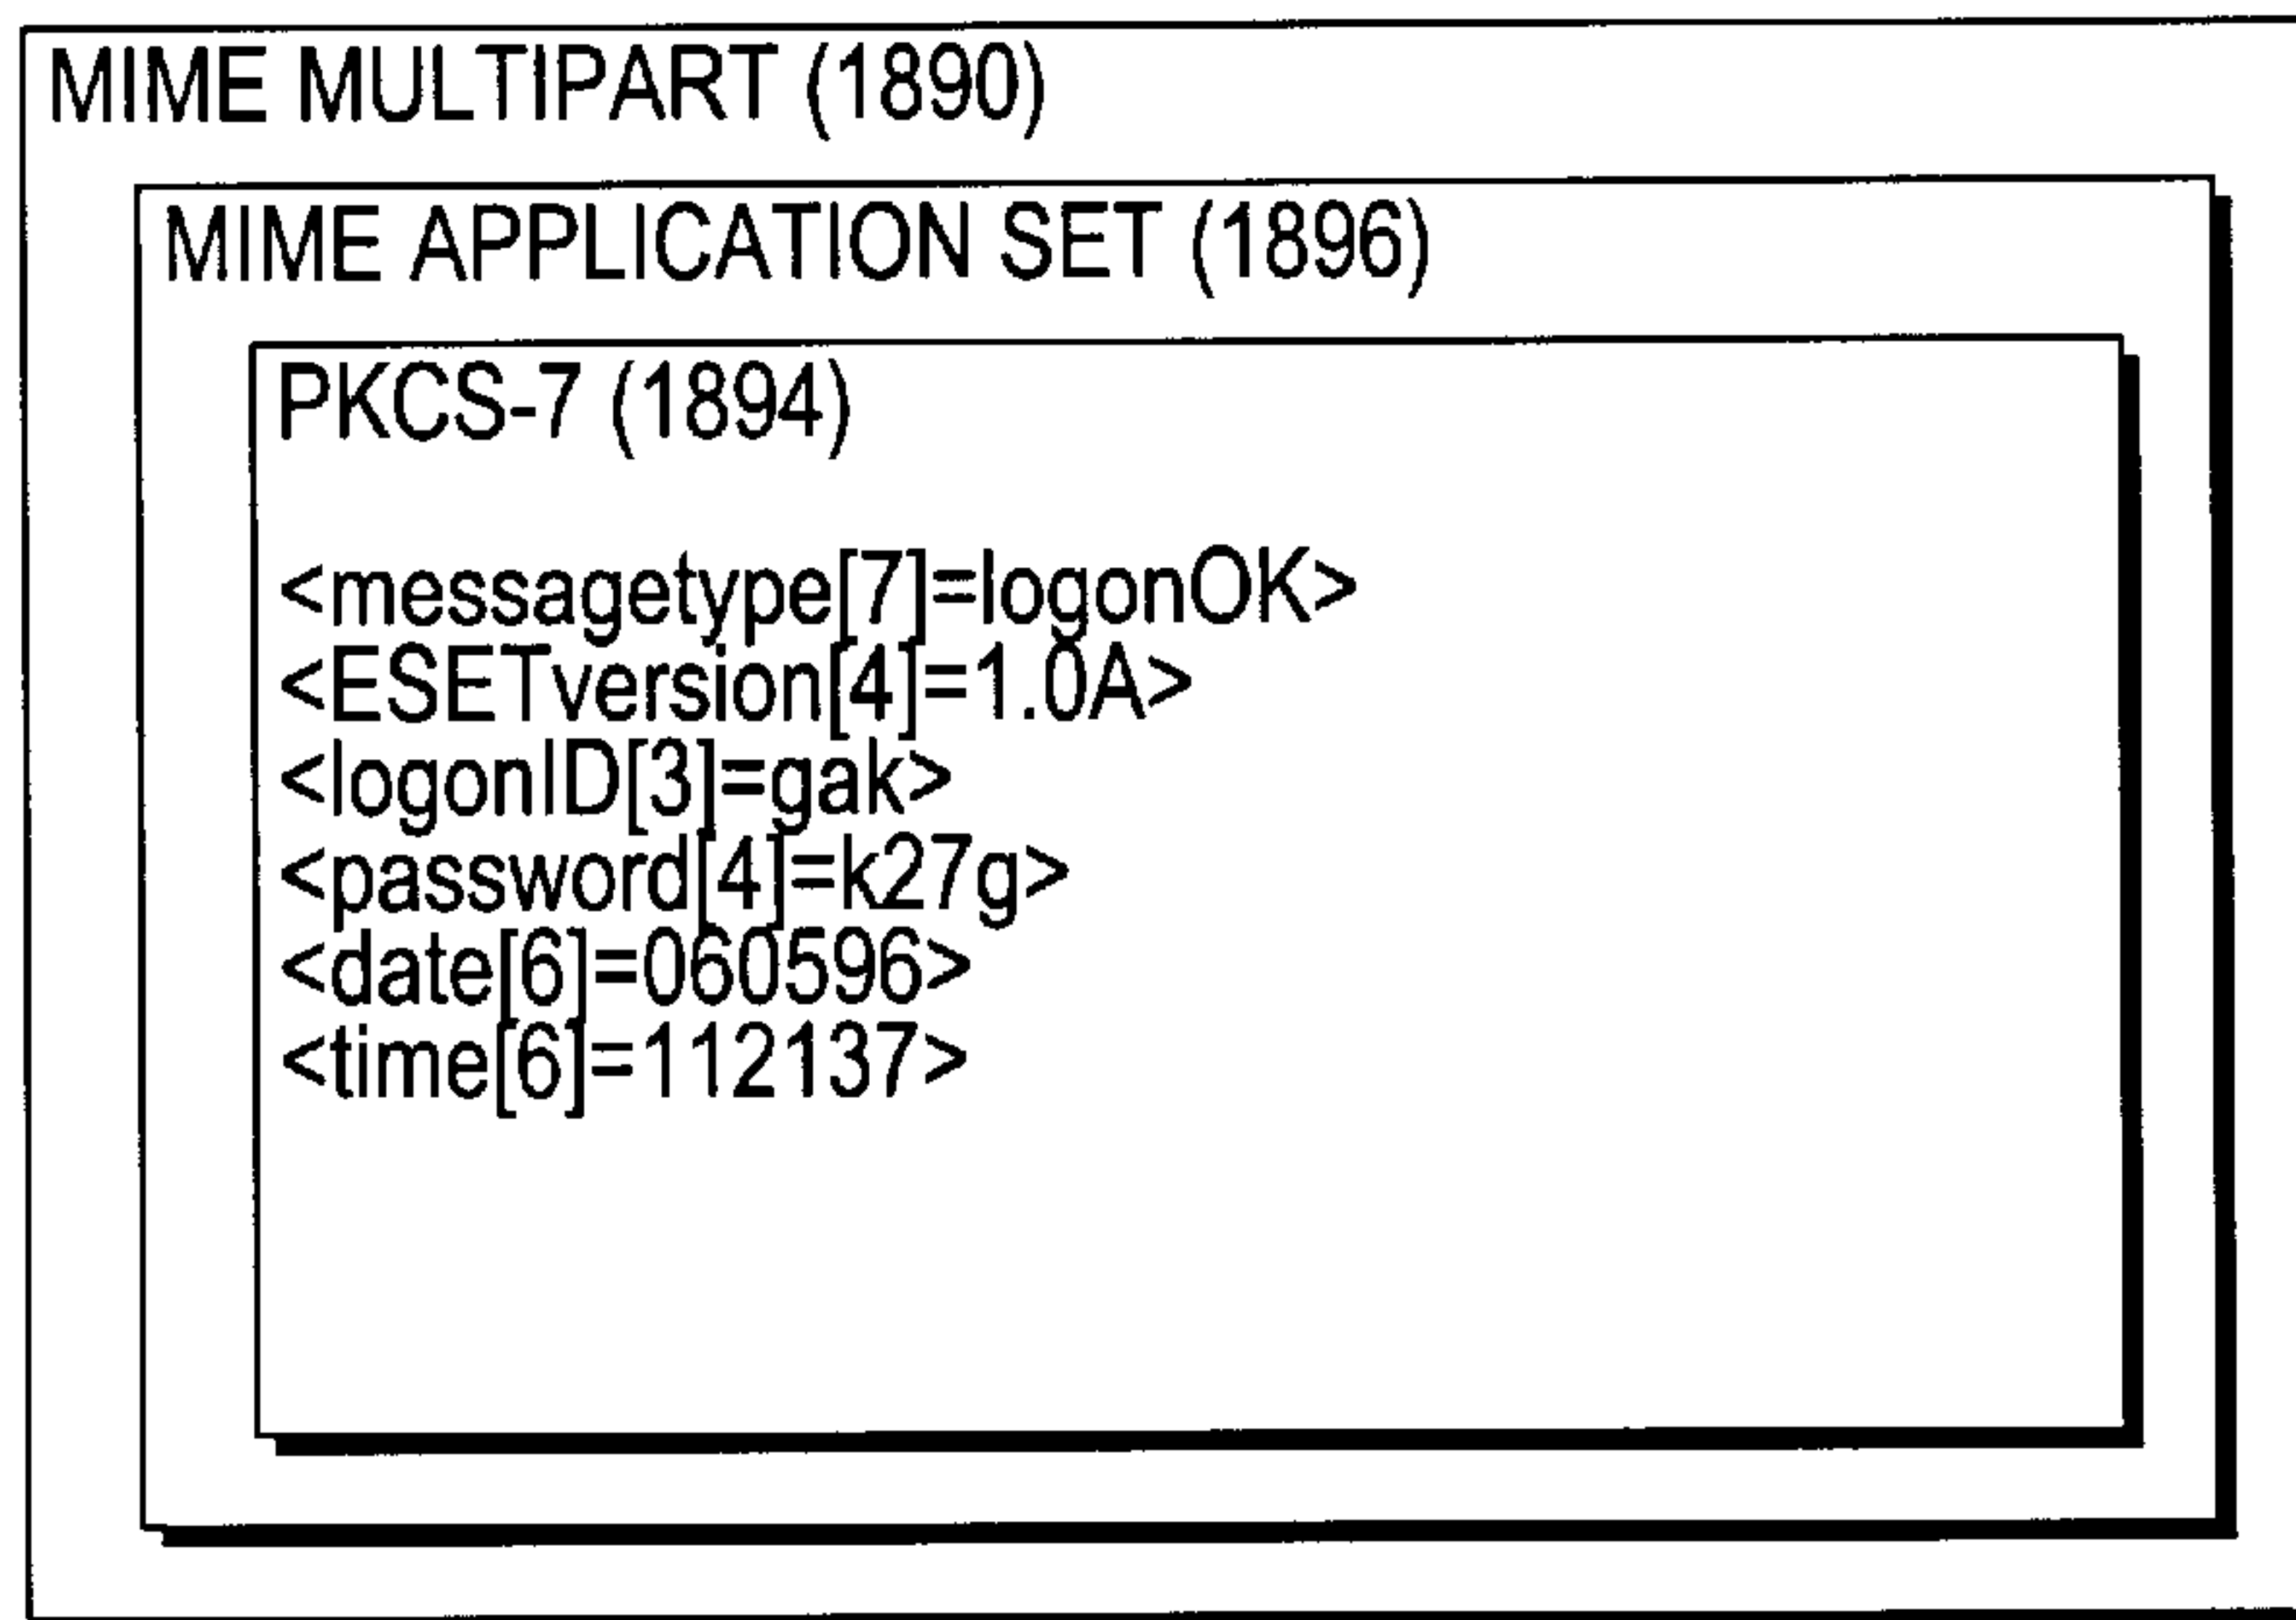 MIME MULTIPART (1890)
MIME APPLICATION SET (1896)
PKCS-7 (1894)
<messagetype[7]=logonOK>
<ESETversion[4]=1.0A>
<logonID[3]=gak>
<password[4]=k27g>
<date[6]=060596>
<time[6]=112137>